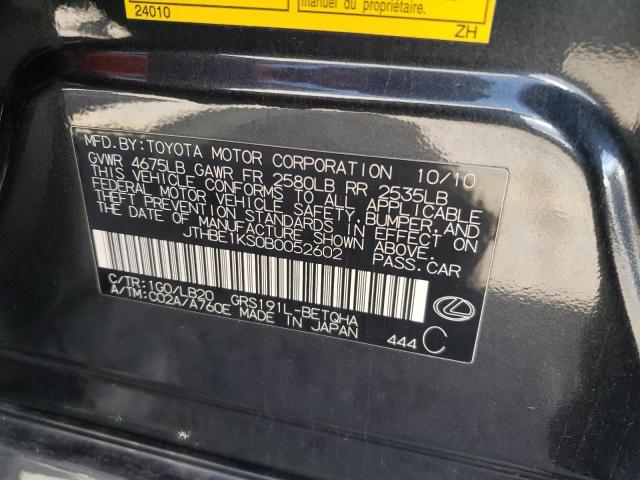 manuel du propriétaire.
24010
ZH
MFD. BY: TOYOTA MOTOR CORPORATION 10/10
GVWR 4675LB GAWR FR 2580LB RR 2535LB
THIS VEHICLE CONFORMS TO ALL APPLICABLE
FEDERAL MOTOR VEHICLE SAFETY, BUMPER, AND
THEFT PREVENTION STANDARDS IN EFFECT ON
THE DATE OF MANUFACTURE SHOWN ABOVE.
JTHBE1KS0B0052602 PASS. CAR
C/TR: 1G0/LB20 GRS191L-BETQHA
A/TM: C02A/A760E MADE IN JAPAN
444 C